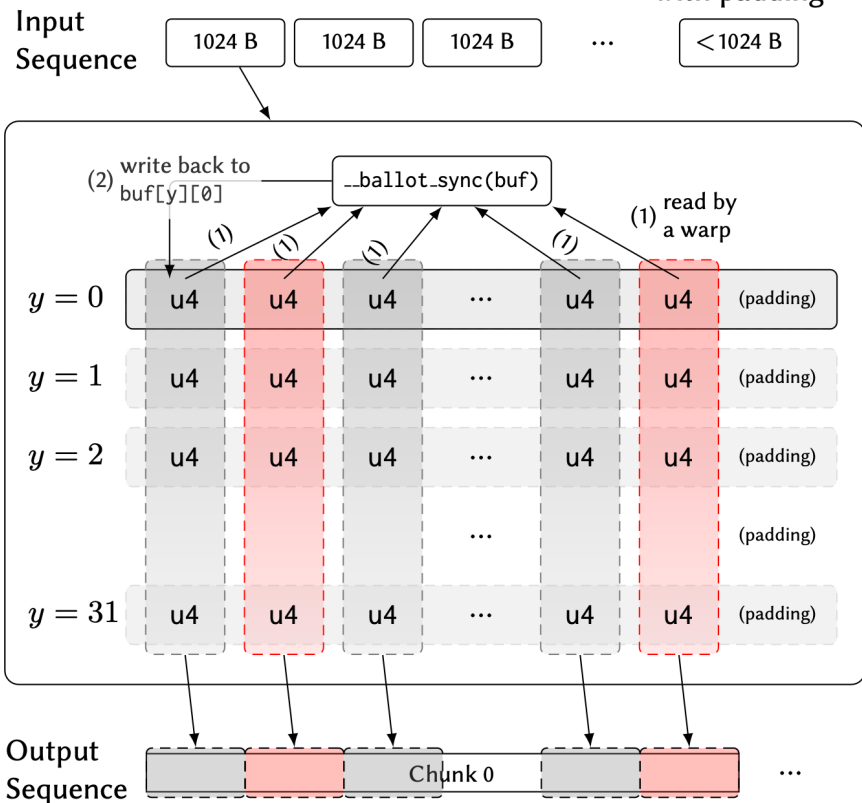 Input
Sequence
1024 B 1024 B 1024 B ... < 1024 B
(2) write back to
buf[y][0]
__ballot_sync(buf)
(1) read by
a warp
(1) (1) (1) (1)
y = 0 u4 u4 u4 ... u4 u4 (padding)
y = 1 u4 u4 u4 ... u4 u4 (padding)
y = 2 u4 u4 u4 ... u4 u4 (padding)
... (padding)
y = 31 u4 u4 u4 ... u4 u4 (padding)
Output
Sequence
Chunk 0 ...